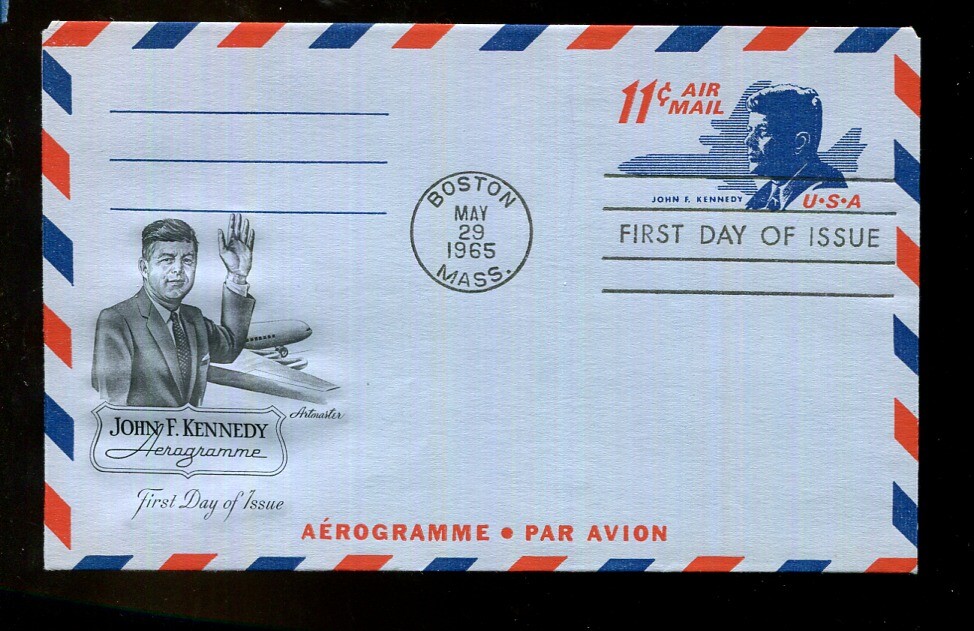 11¢ AIR MAIL
JOHN F. KENNEDY
U·S·A
BOSTON
MAY
29
1965
MASS.
FIRST DAY OF ISSUE
Artmaster
JOHN F. KENNEDY
Aerogramme
First Day of Issue
AÉROGRAMME • PAR AVION